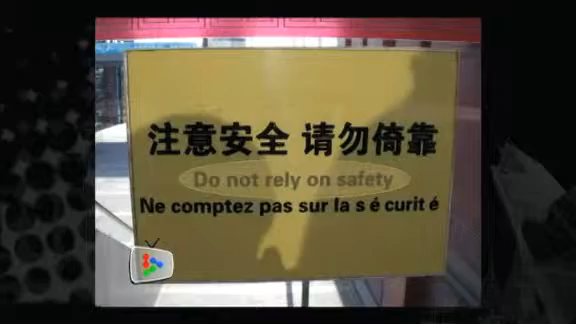 注意安全 请勿倚靠
Do not rely on safety
Ne comptez pas sur la s é curit é